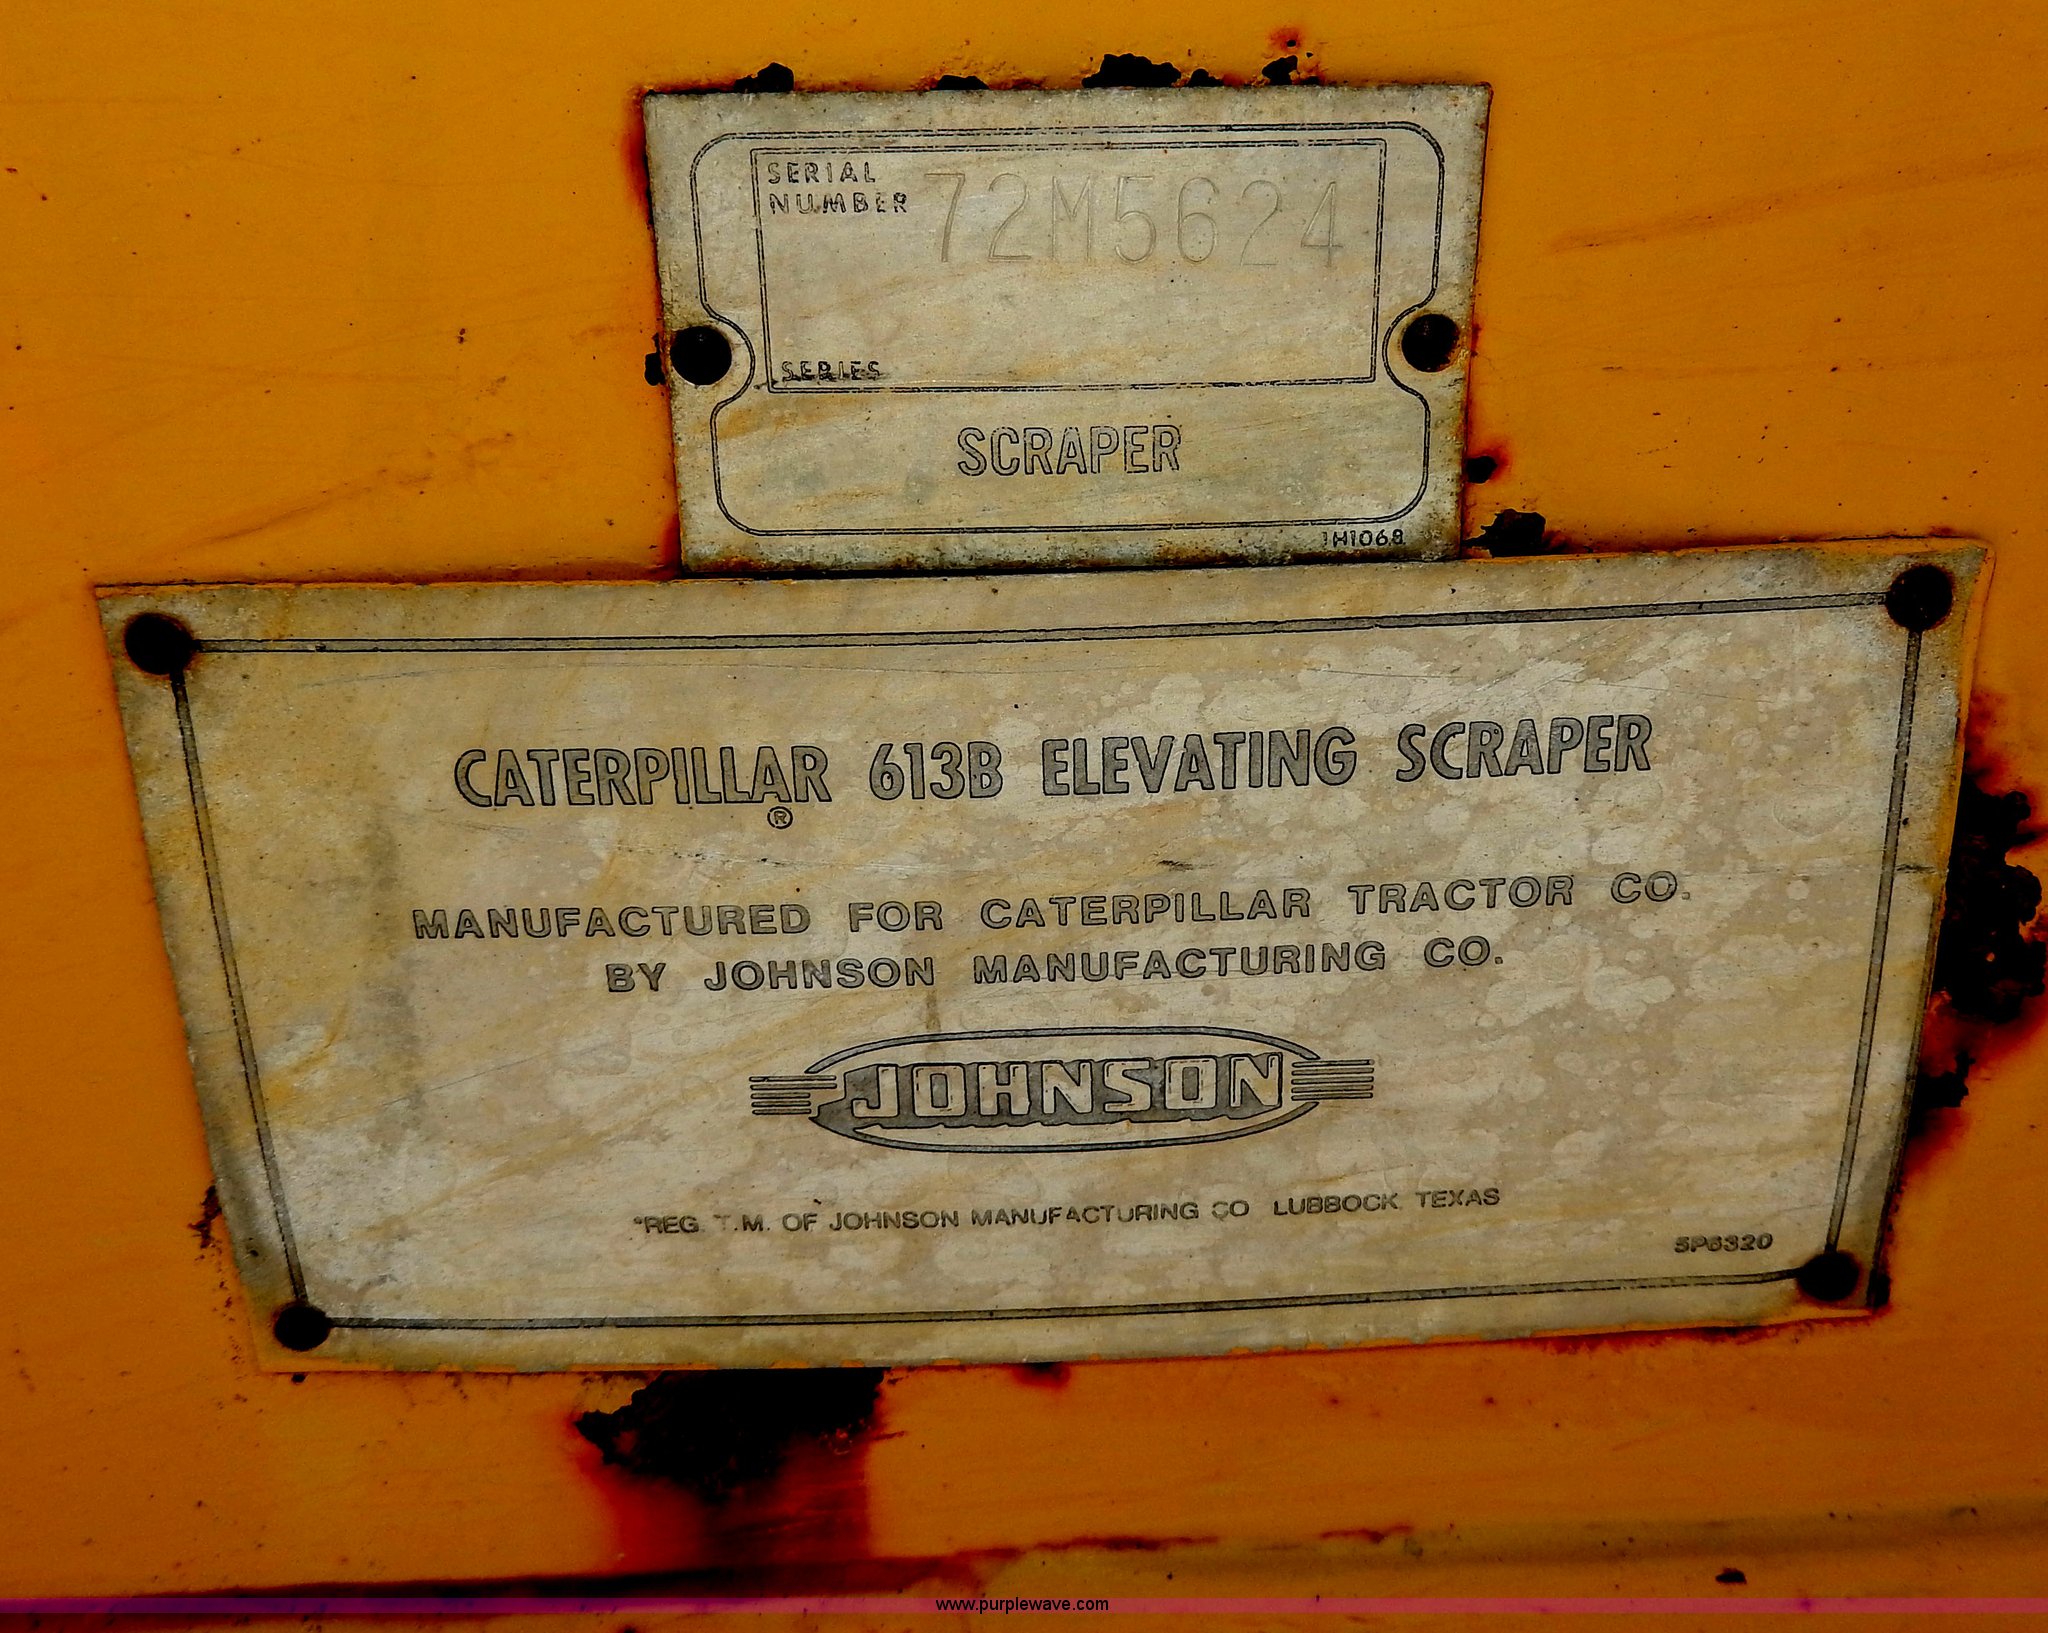 SERIAL
NUMBER 72M5624
SERIES
SCRAPER
1H1068
CATERPILLAR 613B ELEVATING SCRAPER
®
MANUFACTURED FOR CATERPILLAR TRACTOR CO.
BY JOHNSON MANUFACTURING CO.
JOHNSON
*REG. T.M. OF JOHNSON MANUFACTURING CO LUBBOCK TEXAS
5P6320
www.purplewave.com